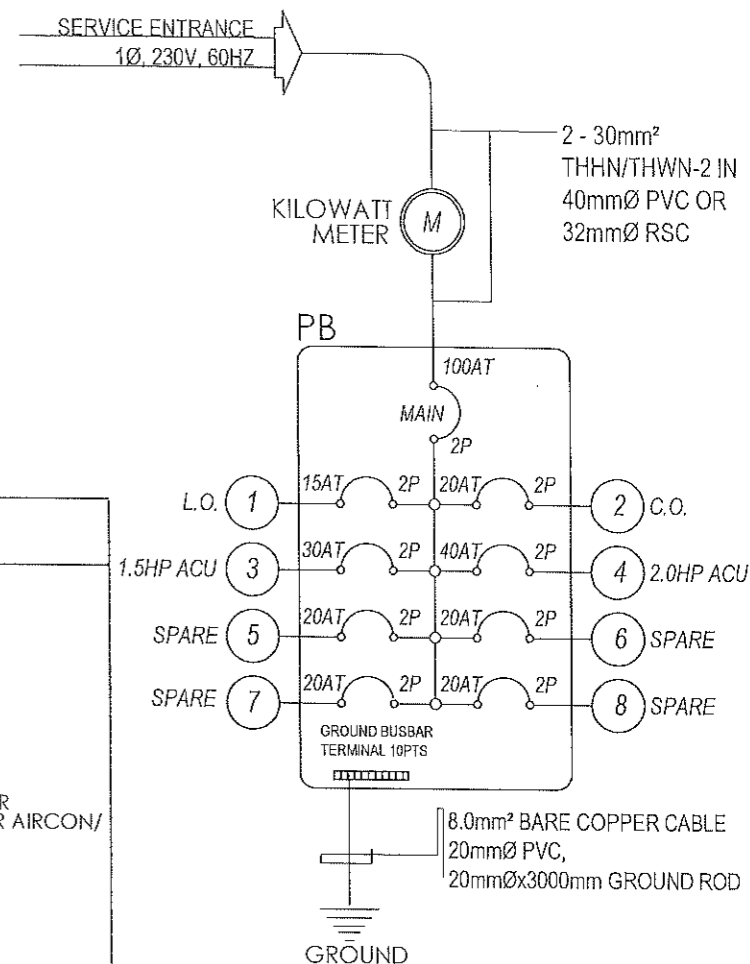 SERVICE ENTRANCE
1Ø, 230V, 60HZ
2 - 30mm²
THHN/THWN-2 IN
40mmØ PVC OR
32mmØ RSC
KILOWATT
METER
M
PB
100AT
MAIN
2P
L.O. 1 15AT 2P 20AT 2P 2 C.O.
1.5HP ACU 3 30AT 2P 40AT 2P 4 2.0HP ACU
SPARE 5 20AT 2P 20AT 2P 6 SPARE
SPARE 7 20AT 2P 20AT 2P 8 SPARE
GROUND BUSBAR
TERMINAL 10PTS
R
R AIRCON/
8.0mm² BARE COPPER CABLE
20mmØ PVC,
20mmØx3000mm GROUND ROD
GROUND